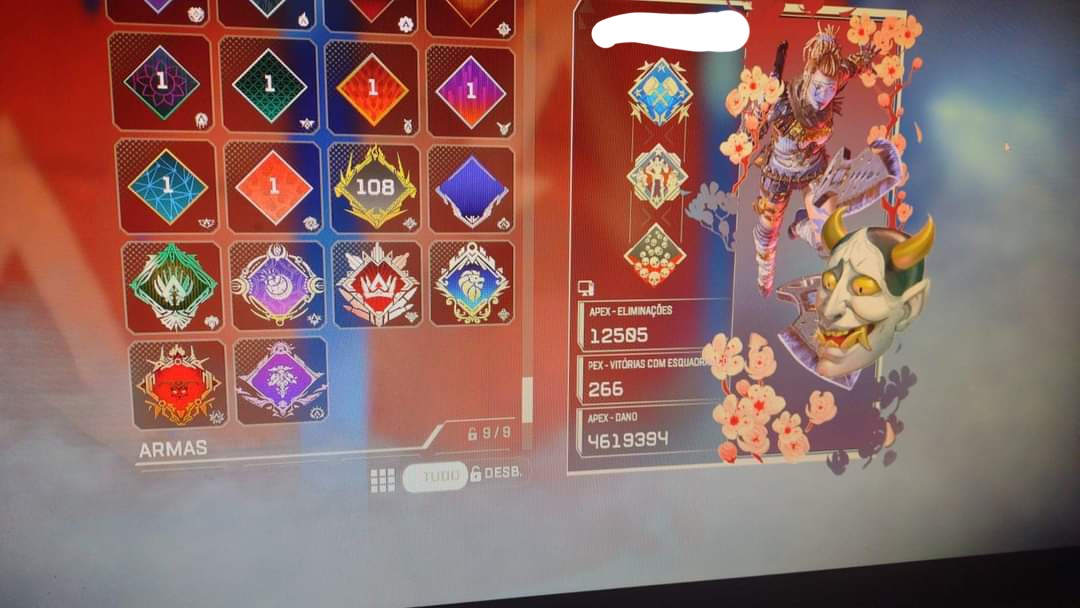 1
1
1
1
1
1
108
ARMAS
9/9
TUDO
DESB.
APEX - ELIMINAÇÕES
12505
PEX - VITÓRIAS COM ESQUADR
266
APEX - DANO
4619394